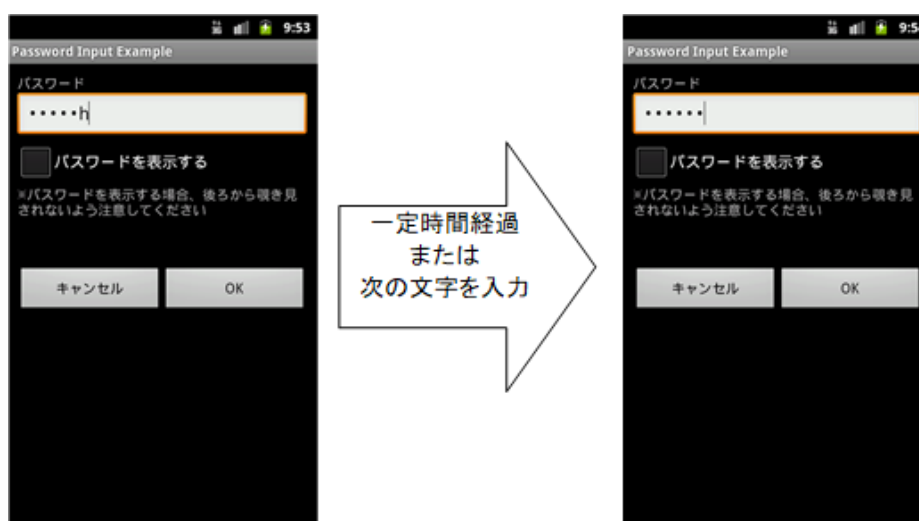 3G 9:53
Password Input Example
パスワード
•••••h
パスワードを表示する
※パスワードを表示する場合、後ろから覗き見
されないよう注意してください
キャンセル OK
一定時間経過
または
次の文字を入力
3G 9:5
Password Input Example
パスワード
••••••
パスワードを表示する
※パスワードを表示する場合、後ろから覗き見
されないよう注意してください
キャンセル OK